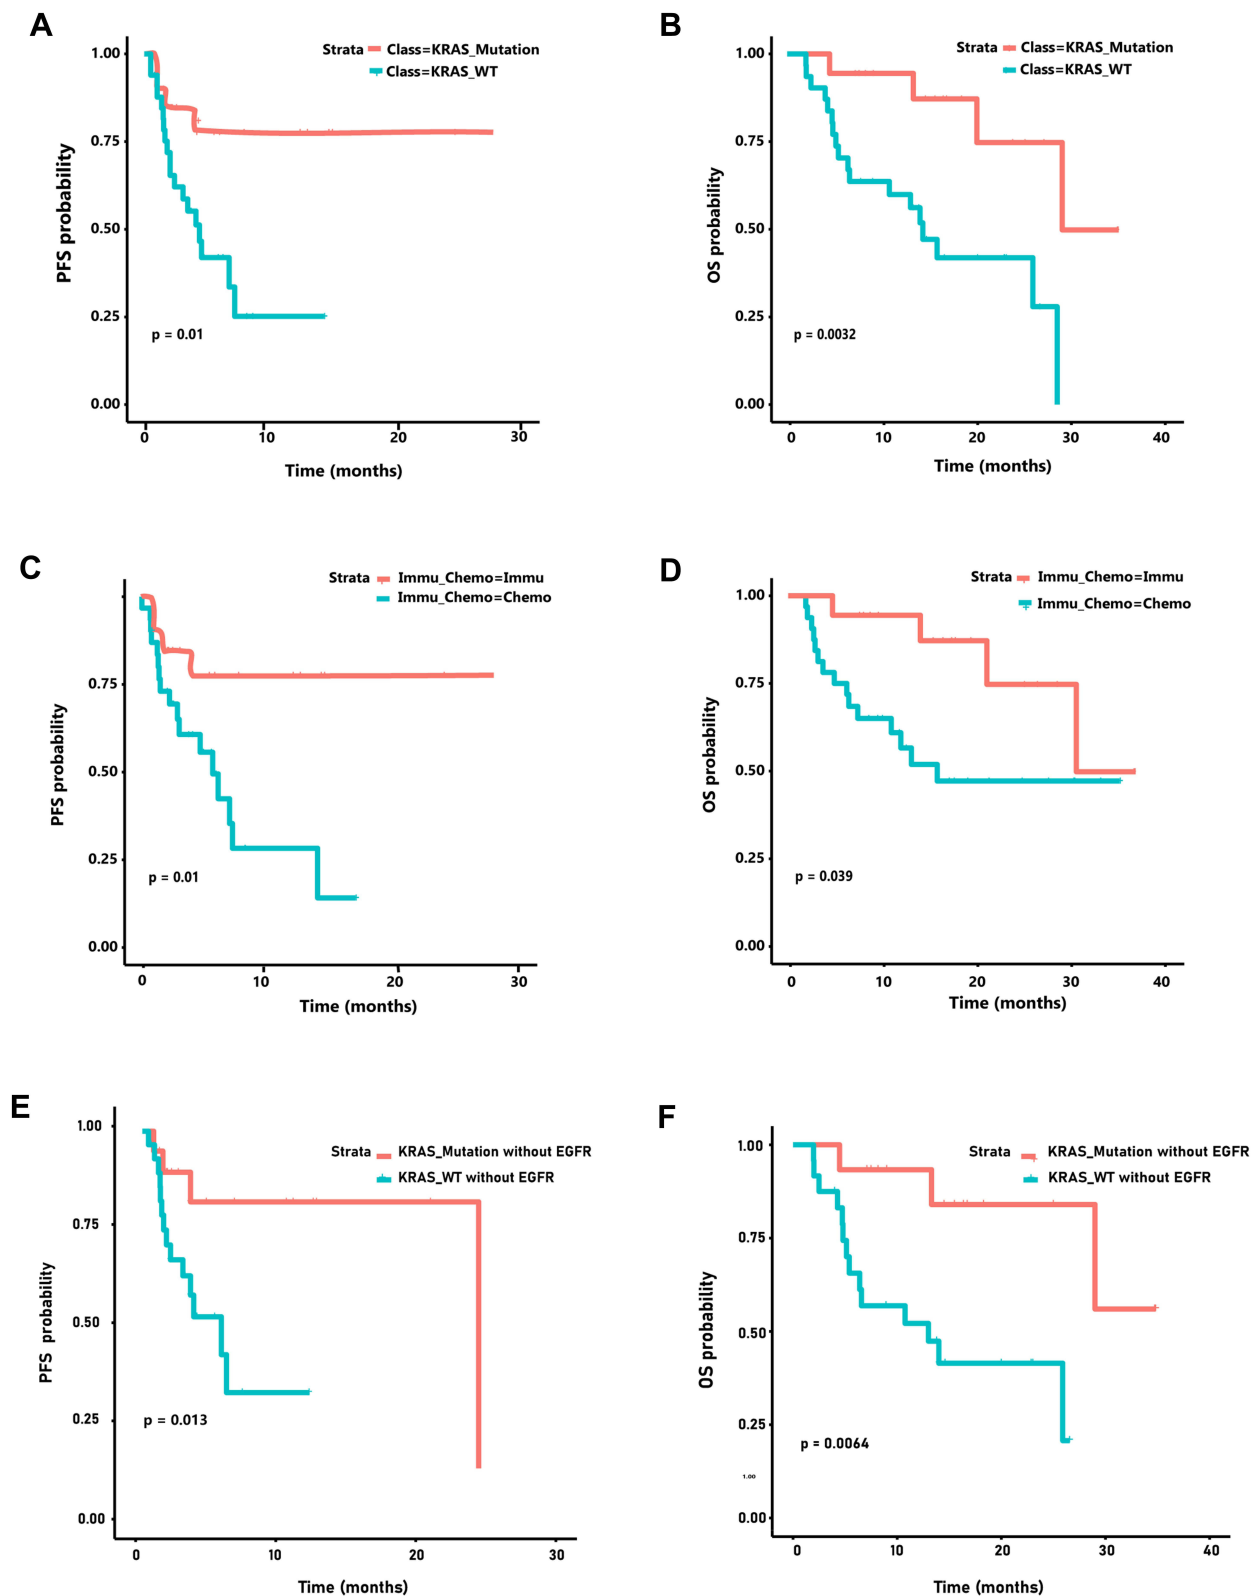 A
Strata Class=KRAS_Mutation
Class=KRAS_WT
1.00
0.75
0.50
0.25
0.00
PFS probability
p = 0.01
0 10 20 30
Time (months)
B
Strata Class=KRAS_Mutation
Class=KRAS_WT
1.00
0.75
0.50
0.25
0.00
OS probability
p = 0.0032
0 10 20 30 40
Time (months)
C
Strata Immu_Chemo=Immu
Immu_Chemo=Chemo
0.75
0.50
0.25
0.00
PFS probability
p = 0.01
0 10 20 30
Time (months)
D
Strata Immu_Chemo=Immu
Immu_Chemo=Chemo
1.00
0.75
0.50
0.25
0.00
OS probability
p = 0.039
0 10 20 30 40
Time (months)
E
Strata KRAS_Mutation without EGFR
KRAS_WT without EGFR
1.00
0.75
0.50
0.25
0.00
PFS probability
p = 0.013
0 10 20 30
Time (months)
F
Strata KRAS_Mutation without EGFR
KRAS_WT without EGFR
1.00
0.75
0.50
0.25
0.00
OS probability
p = 0.0064
1.00
0 10 20 30 40
Time (months)